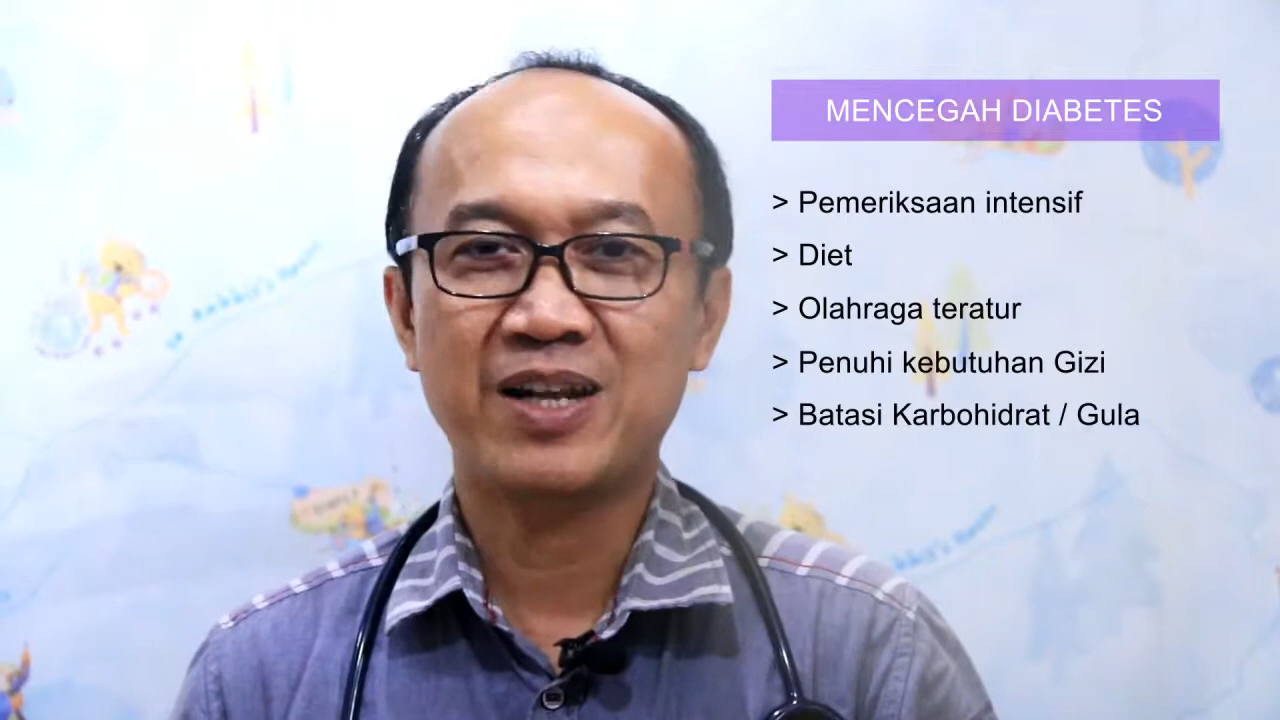 MENCEGAH DIABETES
> Pemeriksaan intensif
> Diet
> Olahraga teratur
> Penuhi kebutuhan Gizi
> Batasi Karbohidrat / Gula